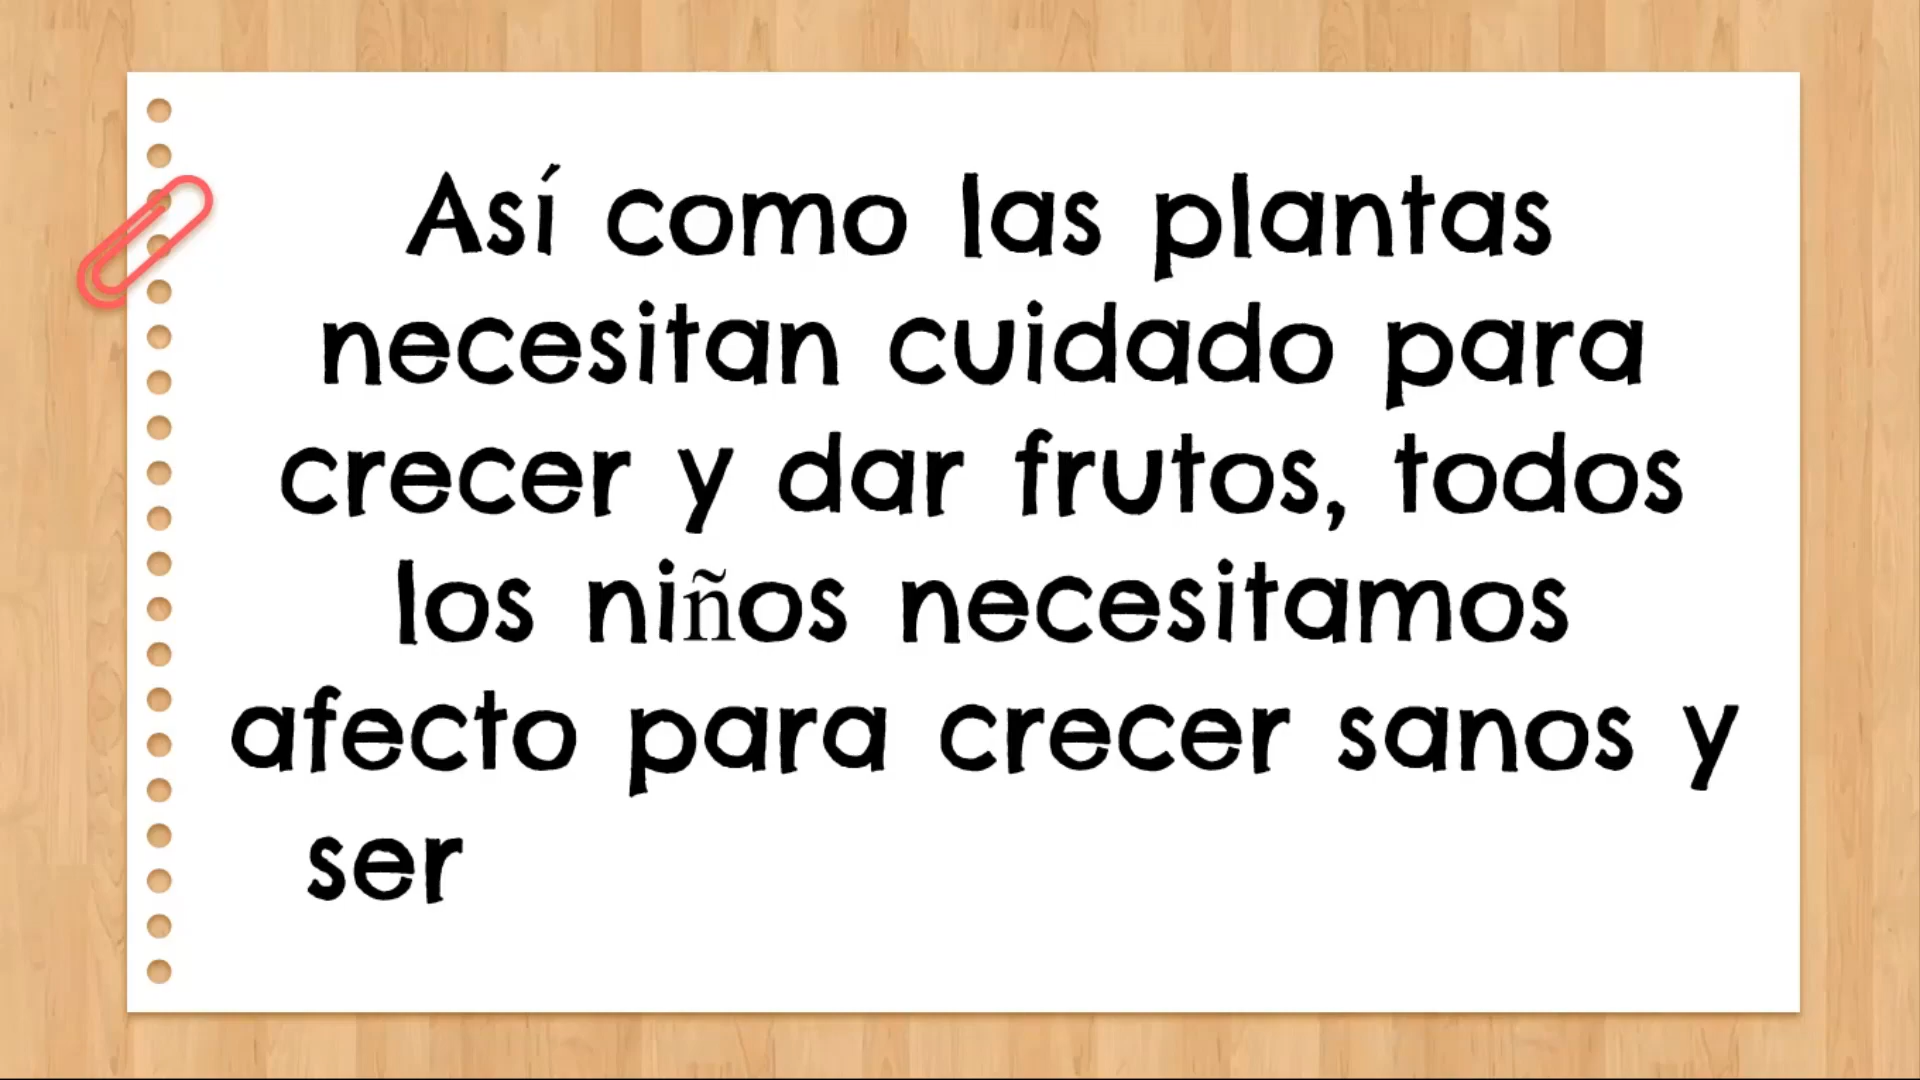 Así como las plantas
necesitan cuidado para
crecer y dar frutos, todos
los niños necesitamos
afecto para crecer sanos y
ser